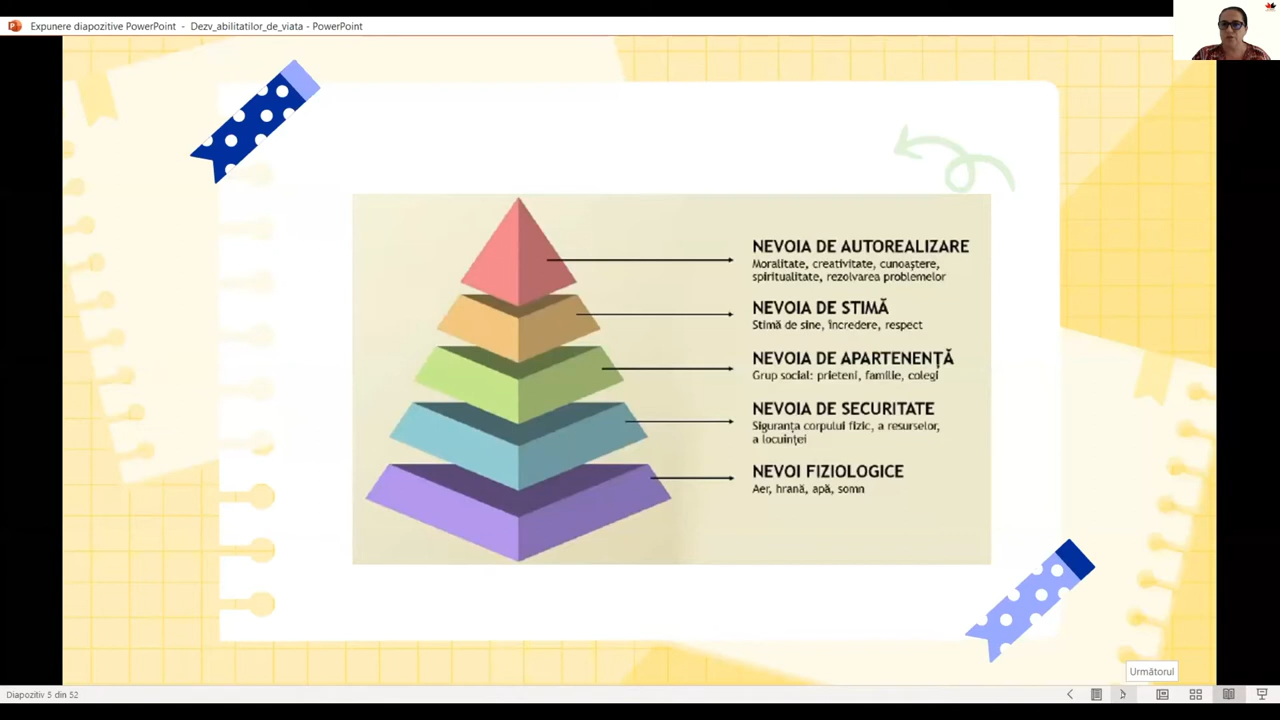 Expunere diapozitive PowerPoint - Dezv_abilitatilor_de_viata - PowerPoint
NEVOIA DE AUTOREALIZARE
Moralitate, creativitate, cunoaștere,
spiritualitate, rezolvarea problemelor
NEVOIA DE STIMĂ
Stimă de sine, încredere, respect
NEVOIA DE APARTENENȚĂ
Grup social: prieteni, familie, colegi
NEVOIA DE SECURITATE
Siguranța corpului fizic, a resurselor,
a locuinței
NEVOI FIZIOLOGICE
Aer, hrană, apă, somn
Următorul
Diapozitiv 5 din 52